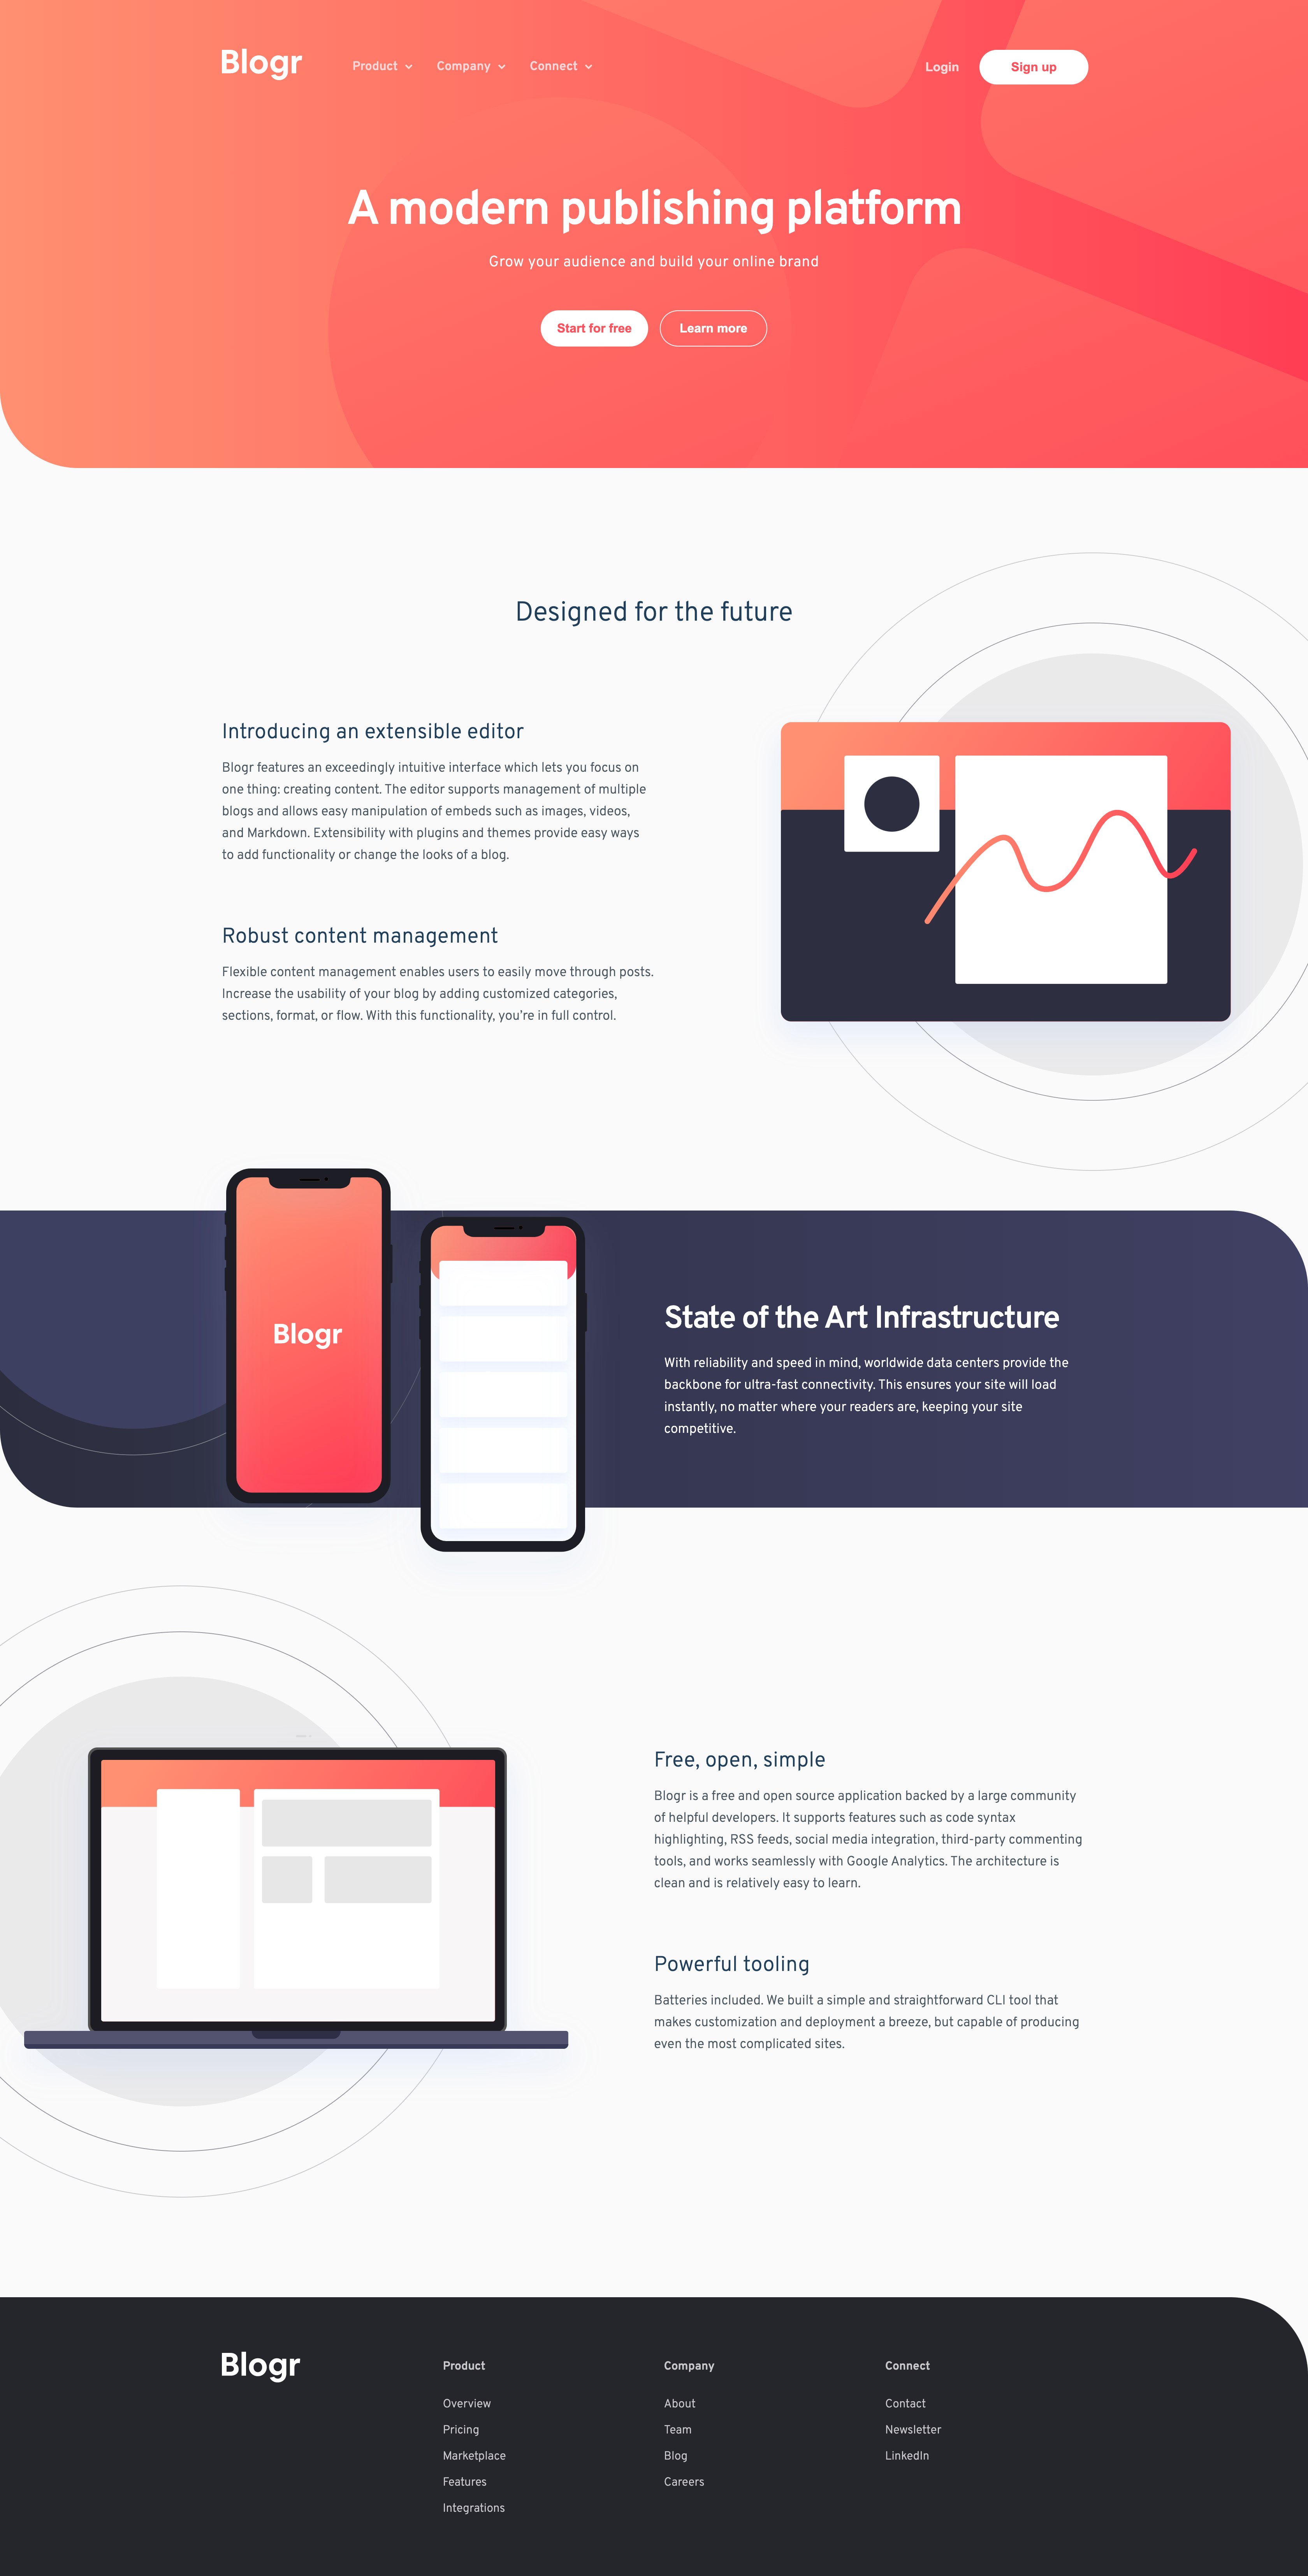 Blogr
Product
Company
Connect
Login
Sign up
A modern publishing platform
Grow your audience and build your online brand
Start for free
Learn more
Designed for the future
Introducing an extensible editor
Blogr features an exceedingly intuitive interface which lets you focus on
one thing: creating content. The editor supports management of multiple
blogs and allows easy manipulation of embeds such as images, videos,
and Markdown. Extensibility with plugins and themes provide easy ways
to add functionality or change the looks of a blog.
Robust content management
Flexible content management enables users to easily move through posts.
Increase the usability of your blog by adding customized categories,
sections, format, or flow. With this functionality, you’re in full control.
Blogr
State of the Art Infrastructure
With reliability and speed in mind, worldwide data centers provide the
backbone for ultra-fast connectivity. This ensures your site will load
instantly, no matter where your readers are, keeping your site
competitive.
Free, open, simple
Blogr is a free and open source application backed by a large community
of helpful developers. It supports features such as code syntax
highlighting, RSS feeds, social media integration, third-party commenting
tools, and works seamlessly with Google Analytics. The architecture is
clean and is relatively easy to learn.
Powerful tooling
Batteries included. We built a simple and straightforward CLI tool that
makes customization and deployment a breeze, but capable of producing
even the most complicated sites.
Blogr
Product
Overview
Pricing
Marketplace
Features
Integrations
Company
About
Team
Blog
Careers
Connect
Contact
Newsletter
LinkedIn